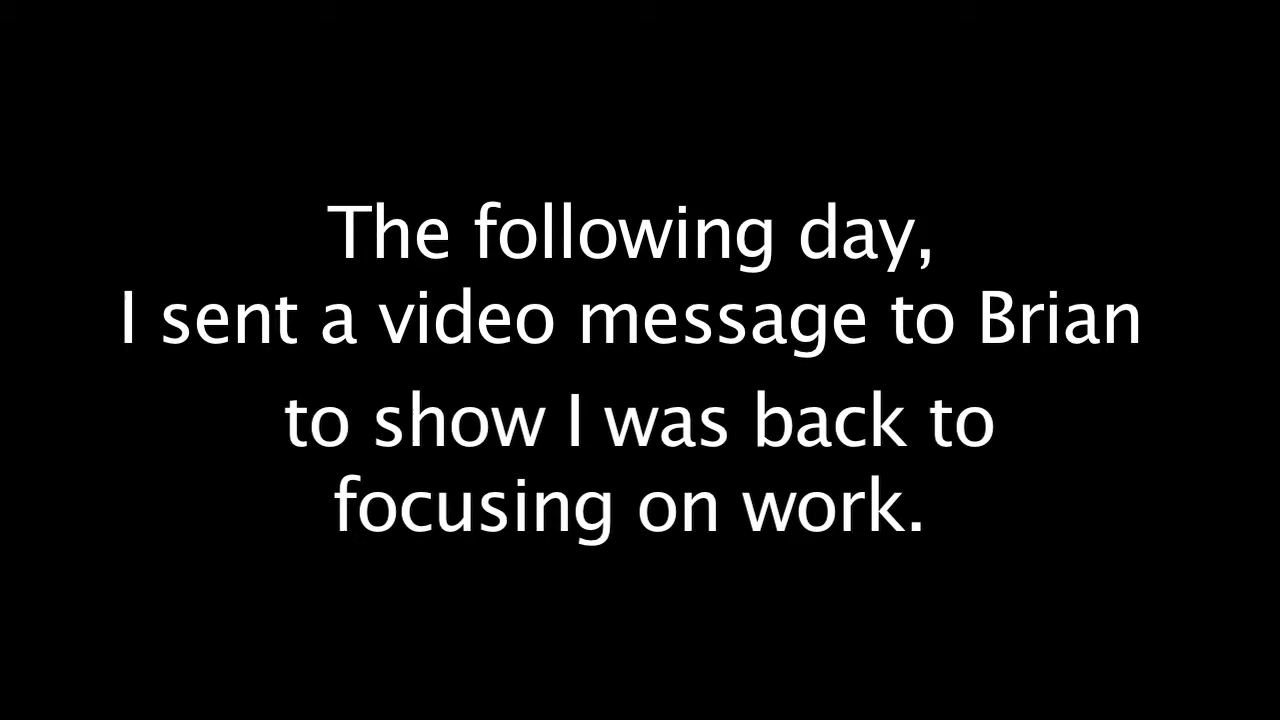 The following day,
I sent a video message to Brian
to show I was back to
focusing on work.